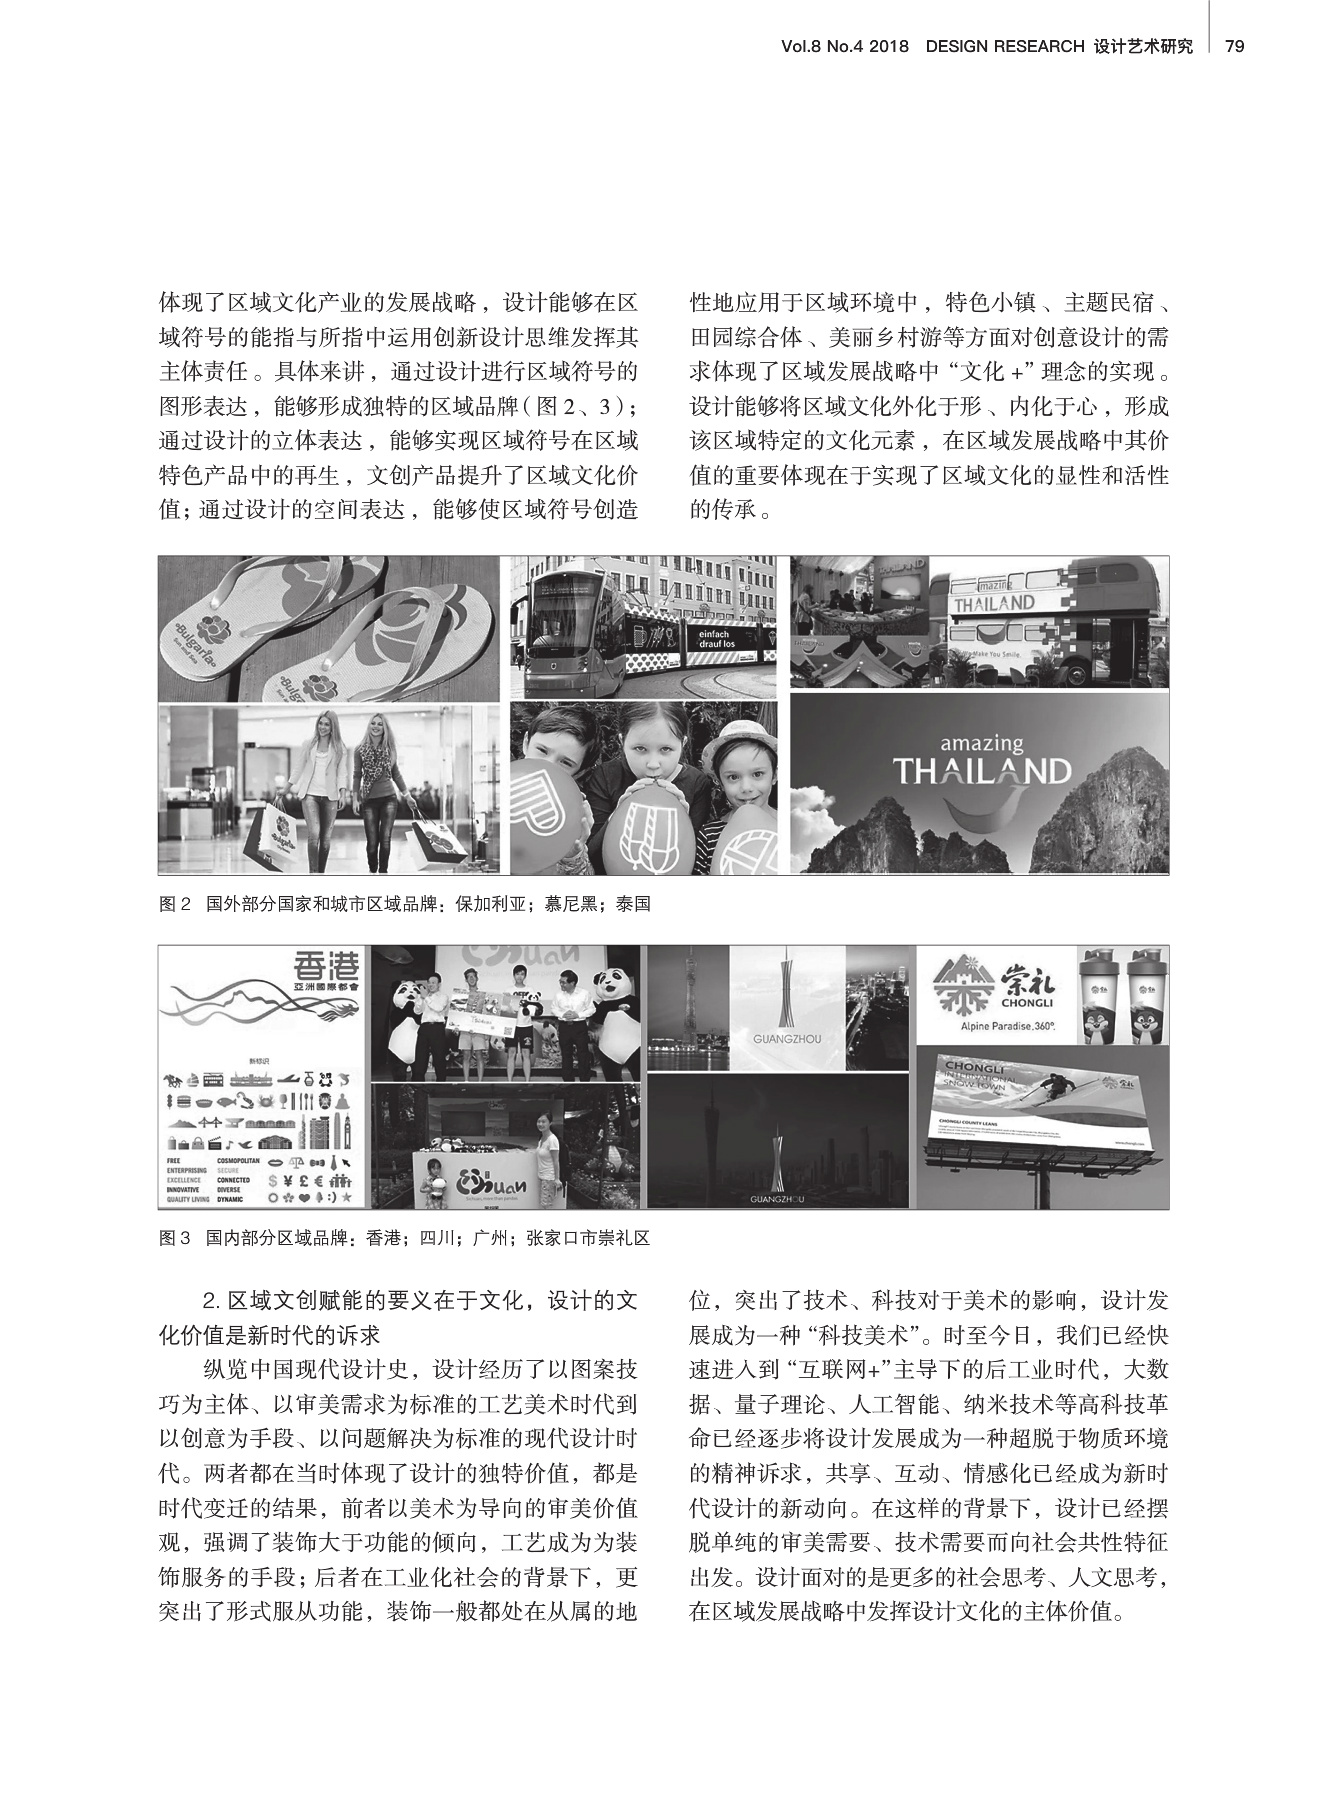 Vol.8 No.4 2018 DESIGN RESEARCH 设计艺术研究 79
体现了区域文化产业的发展战略，设计能够在区
域符号的能指与所指中运用创新设计思维发挥其
主体责任。具体来讲，通过设计进行区域符号的
图形表达，能够形成独特的区域品牌（图 2、3）；
通过设计的立体表达，能够实现区域符号在区域
特色产品中的再生，文创产品提升了区域文化价
值；通过设计的空间表达，能够使区域符号创造
性地应用于区域环境中，特色小镇、主题民宿、
田园综合体、美丽乡村游等方面对创意设计的需
求体现了区域发展战略中“文化 +”理念的实现。
设计能够将区域文化外化于形、内化于心，形成
该区域特定的文化元素，在区域发展战略中其价
值的重要体现在于实现了区域文化的显性和活性
的传承。
Bulgaria
Sun and Sea
einfach
drauf los
THAILAND
amazing
THAILAND
We Make You Smile.
Bulgaria
amazing
THAILAND
图 2 国外部分国家和城市区域品牌：保加利亚；慕尼黑；泰国
香港
亞洲國際都會
新标识
FREE
ENTERPRISING
EXCELLENCE
INNOVATIVE
QUALITY LIVING
COSMOPOLITAN
SECURE
CONNECTED
DIVERSE
DYNAMIC
GUANGZHOU
GUANGZHOU
崇礼
CHONGLI
Alpine Paradise.360°.
CHONGLI
INTERNATIONAL
SNOW TOWN
崇礼
CHONGLI COUNTY LEANS
图 3 国内部分区域品牌：香港；四川；广州；张家口市崇礼区
2. 区域文创赋能的要义在于文化，设计的文
化价值是新时代的诉求
纵览中国现代设计史，设计经历了以图案技
巧为主体、以审美需求为标准的工艺美术时代到
以创意为手段、以问题解决为标准的现代设计时
代。两者都在当时体现了设计的独特价值，都是
时代变迁的结果，前者以美术为导向的审美价值
观，强调了装饰大于功能的倾向，工艺成为为装
饰服务的手段；后者在工业化社会的背景下，更
突出了形式服从功能，装饰一般都处在从属的地
位，突出了技术、科技对于美术的影响，设计发
展成为一种“科技美术”。时至今日，我们已经快
速进入到“互联网+”主导下的后工业时代，大数
据、量子理论、人工智能、纳米技术等高科技革
命已经逐步将设计发展成为一种超脱于物质环境
的精神诉求，共享、互动、情感化已经成为新时
代设计的新动向。在这样的背景下，设计已经摆
脱单纯的审美需要、技术需要而向社会共性特征
出发。设计面对的是更多的社会思考、人文思考，
在区域发展战略中发挥设计文化的主体价值。